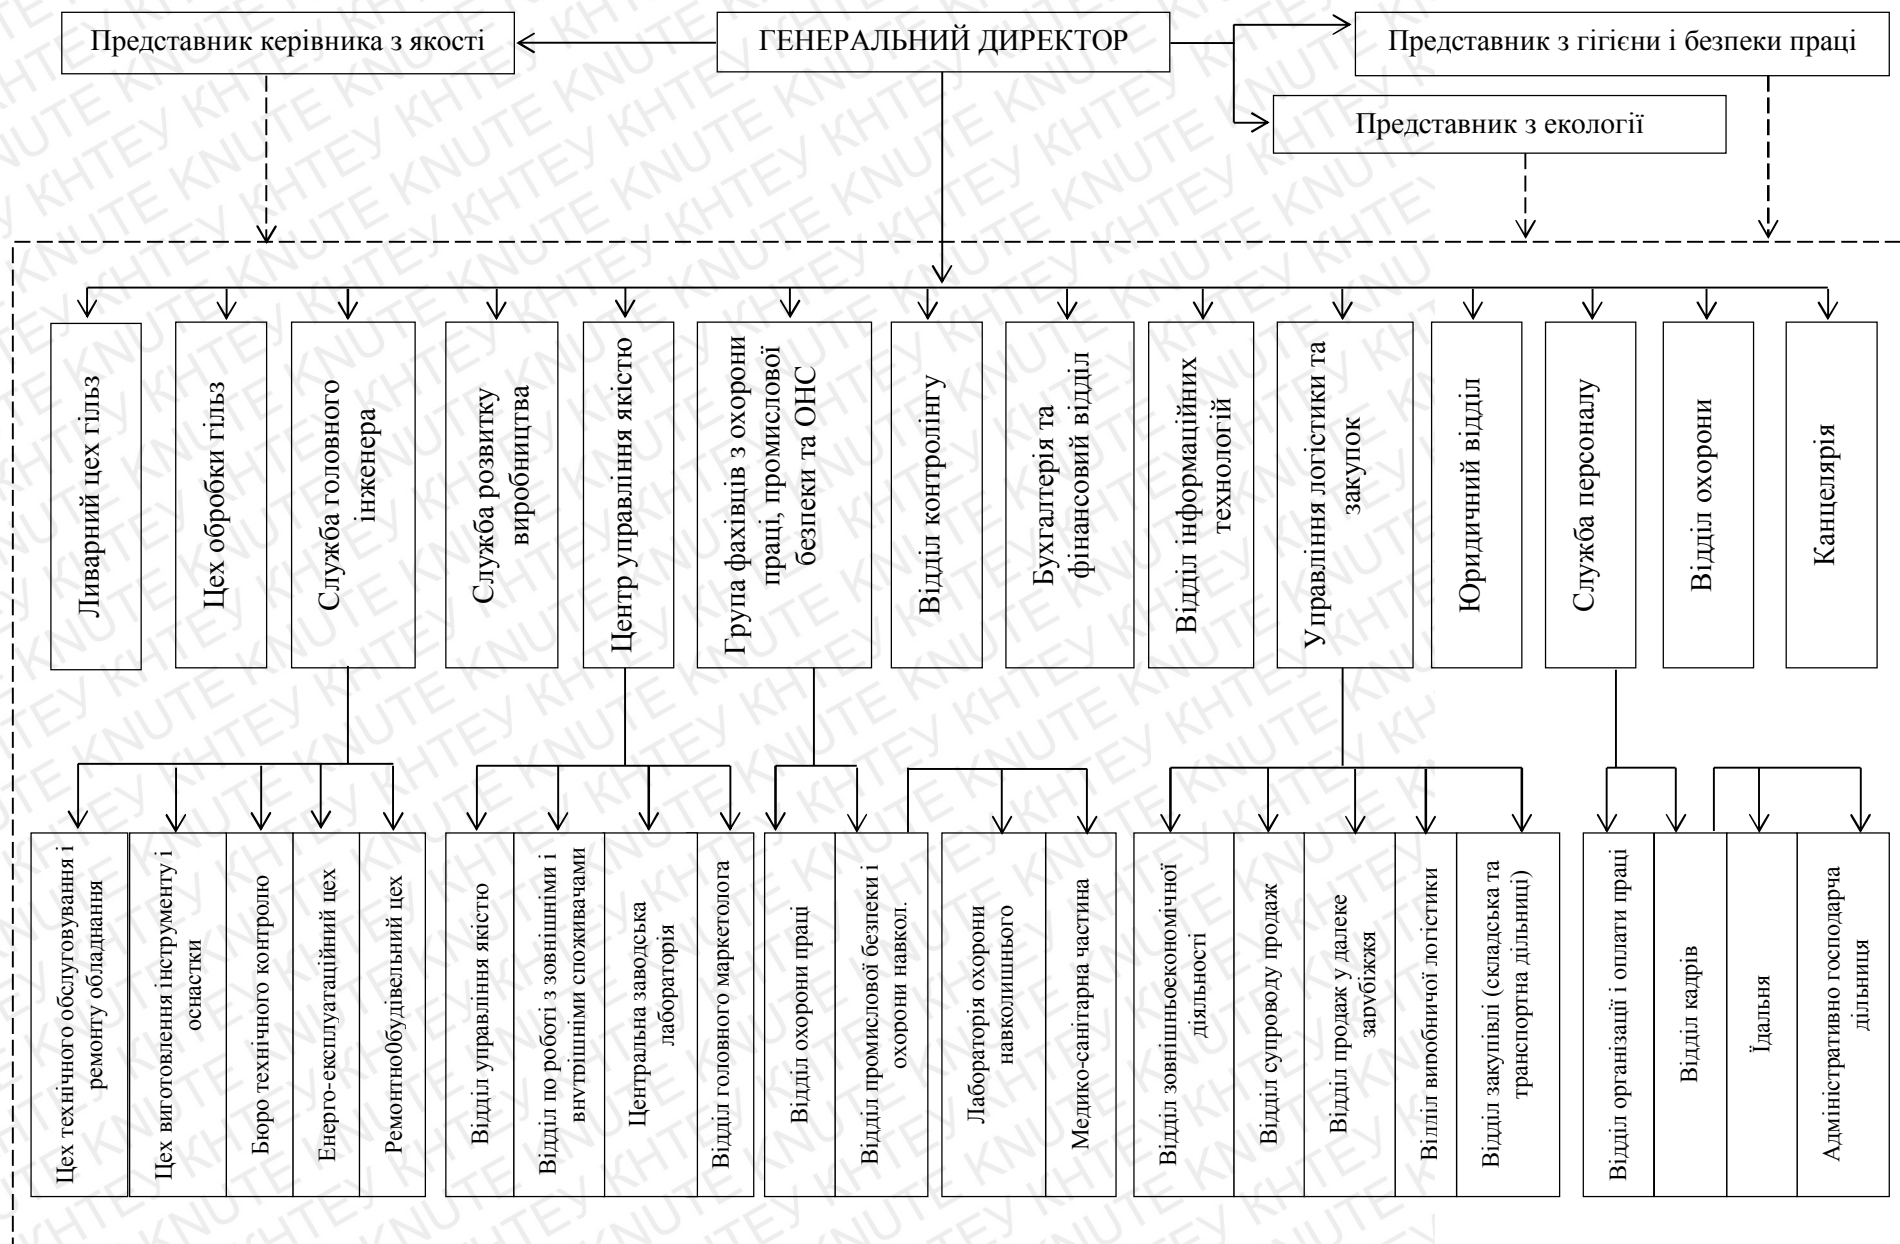 Представник керівника з якості
ГЕНЕРАЛЬНИЙ ДИРЕКТОР
Представник з гігієни і безпеки праці
Представник з екології
Ливарний цех гільз
Цех обробки гільз
Служба головного
інженера
Служба розвитку
виробництва
Центр управління якістю
Група фахівців з охорони
праці, промислової
безпеки та ОНС
Відділ контролінгу
Бухгалтерія та
фінансовий відділ
Відділ інформаційних
технологій
Управління логістики та
закупок
Юридичний відділ
Служба персоналу
Відділ охорони
Канцелярія
Цех технічного обслуговування і
ремонту обладнання
Цех виготовлення інструменту і
оснастки
Бюро технічного контролю
Енерго-експлуатаційний цех
Ремонтно0будівельний цех
Відділ управління якістю
Відділ по роботі з зовнішніми і
внутрішніми споживачами
Центральна заводська
лабораторія
Відділ головного маркетолога
Відділ охорони праці
Відділ промислової безпеки і
охорони навкол.
Лабораторія охорони
навколишнього
Медико-санітарна частина
Відділ зовнішньоекономічної
діяльності
Відділ супроводу продаж
Відділ продаж у далеке
зарубіжжя
Відділ виробничої логістики
Відділ закупівлі (складська та
транспортна дільниці)
Відділ організації і оплати праці
Відділ кадрів
Їдальня
Адміністративно господарча
дільниця